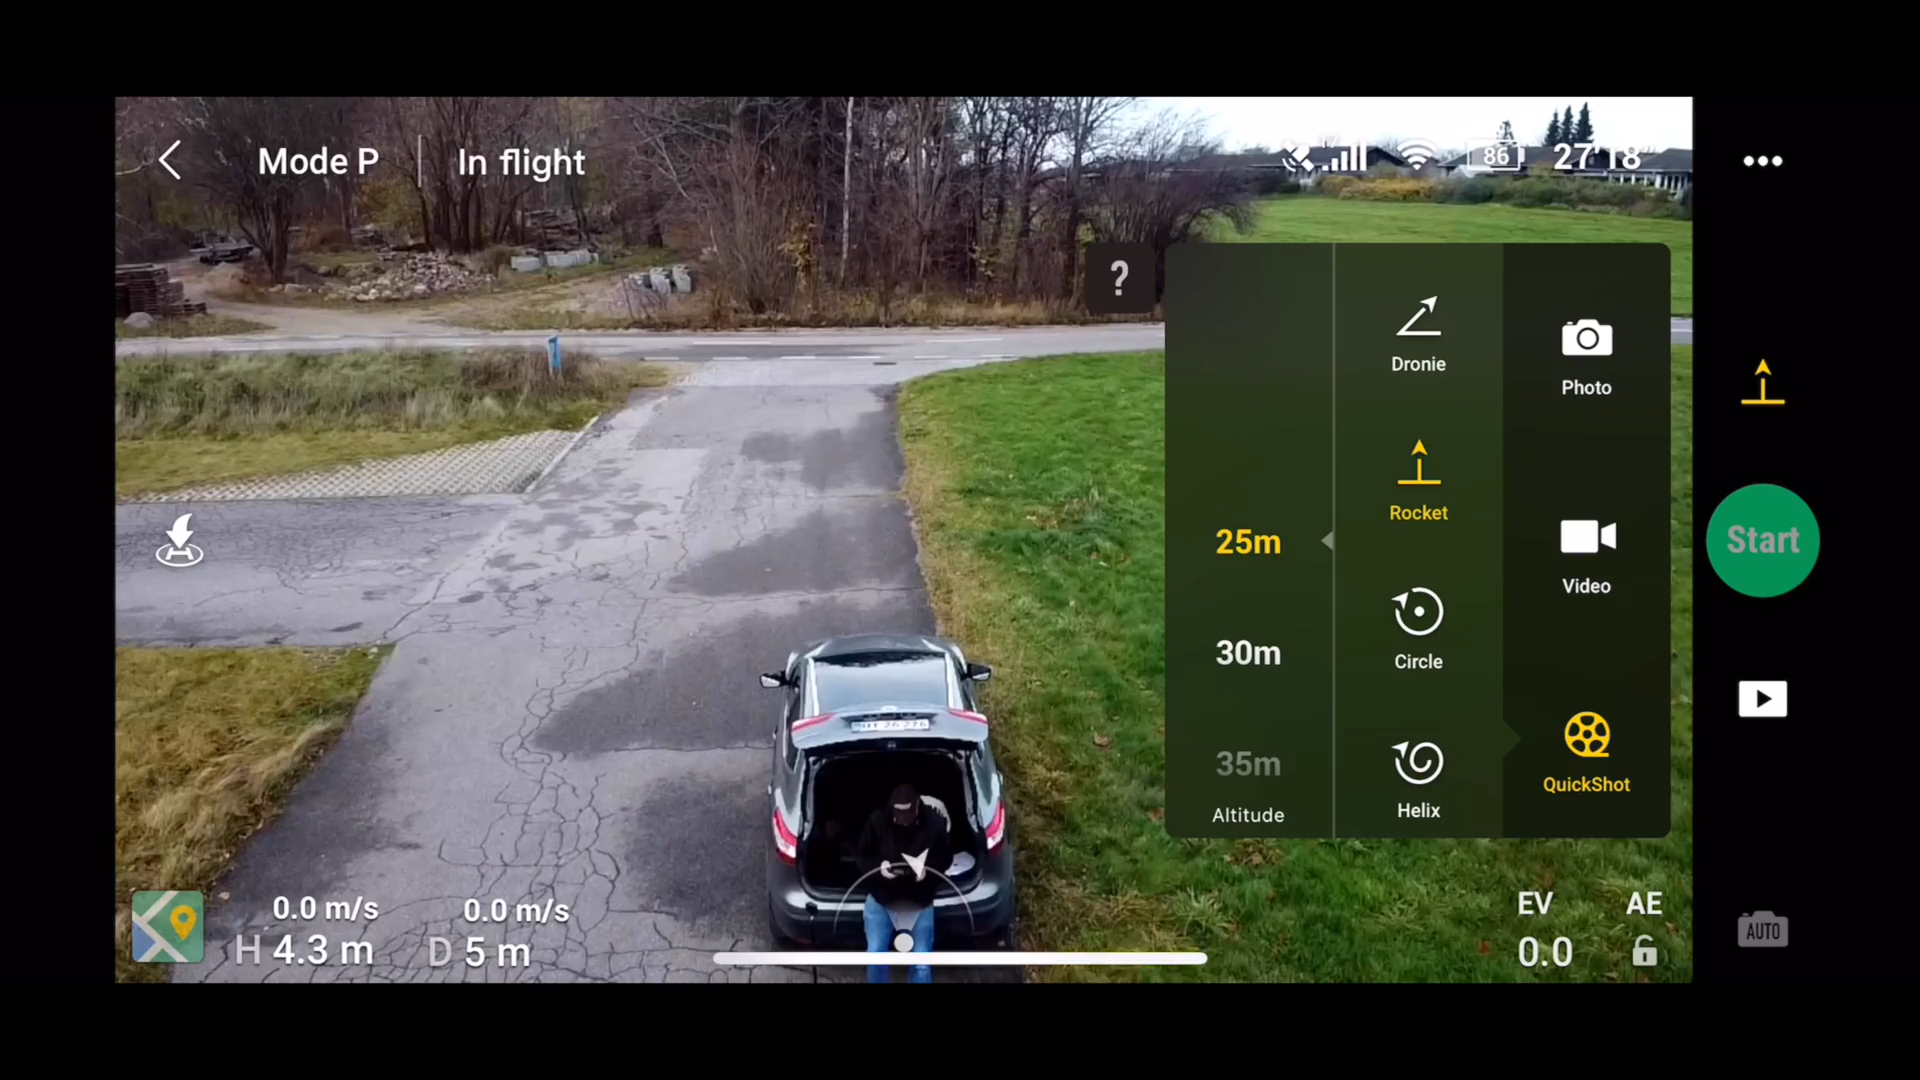 Mode P
In flight
17
86
27'18"
?
Dronie
Photo
Rocket
25m
Start
Video
30m
Circle
35m
QuickShot
Altitude
Helix
0.0 m/s
0.0 m/s
EV
AE
H 4.3 m
D 5 m
0.0
AUTO